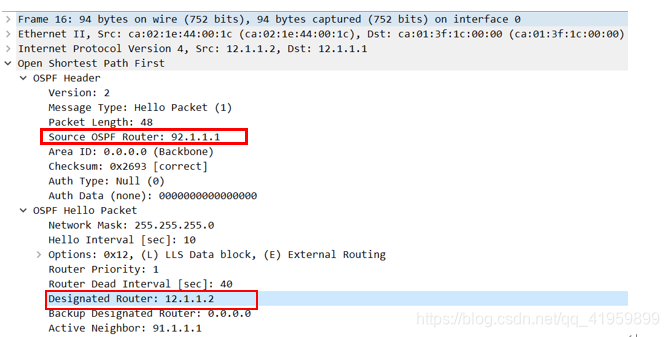 Frame 16: 94 bytes on wire (752 bits), 94 bytes captured (752 bits) on interface 0
Ethernet II, Src: ca:02:1e:44:00:1c (ca:02:1e:44:00:1c), Dst: ca:01:3f:1c:00:00 (ca:01:3f:1c:00:00)
Internet Protocol Version 4, Src: 12.1.1.2, Dst: 12.1.1.1
Open Shortest Path First
OSPF Header
Version: 2
Message Type: Hello Packet (1)
Packet Length: 48
Source OSPF Router: 92.1.1.1
Area ID: 0.0.0.0 (Backbone)
Checksum: 0x2693 [correct]
Auth Type: Null (0)
Auth Data (none): 0000000000000000
OSPF Hello Packet
Network Mask: 255.255.255.0
Hello Interval [sec]: 10
Options: 0x12, (L) LLS Data block, (E) External Routing
Router Priority: 1
Router Dead Interval [sec]: 40
Designated Router: 12.1.1.2
Backup Designated Router: 0.0.0.0
Active Neighbor: 91.1.1.1
https://blog.csdn.net/qq_41959899